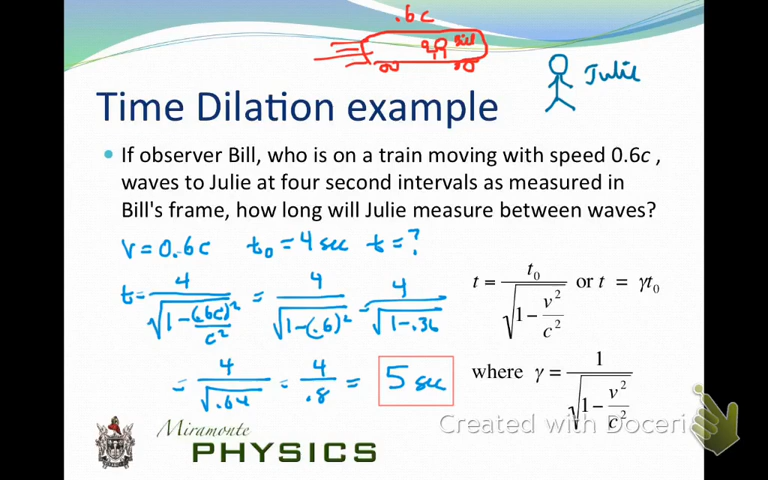 .6c
Bill
Julie
Time Dilation example
• If observer Bill, who is on a train moving with speed 0.6c ,
waves to Julie at four second intervals as measured in
Bill's frame, how long will Julie measure between waves?
v = 0.6c t₀ = 4 sec t = ?
t = 4 / √(1 - (.6c)²/c²) = 4 / √(1 - (.6)²) = 4 / √(1 - .36)
= 4 / √.64 = 4 / .8 = 5 sec
t = t₀ / √(1 - v²/c²) or t = γt₀
where γ = 1 / √(1 - v²/c²)
Created with Doceri
Miramonte
PHYSICS